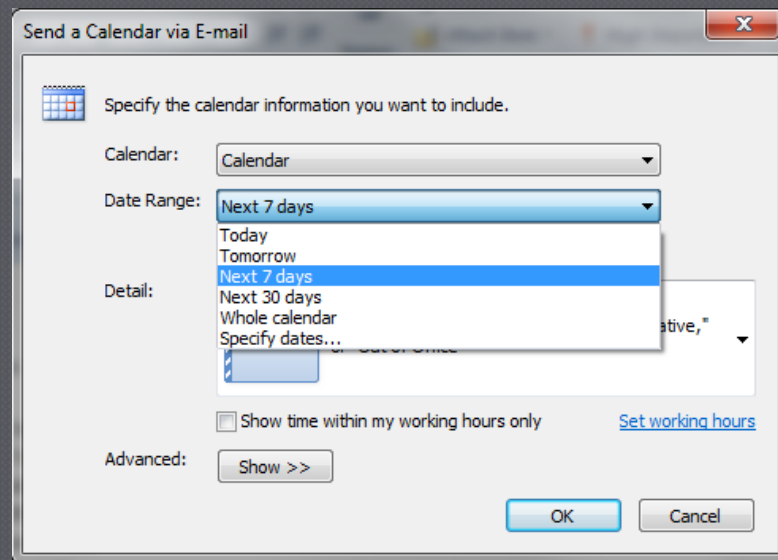 Send a Calendar via E-mail
Specify the calendar information you want to include.
Calendar: Calendar
Date Range: Next 7 days
Today
Tomorrow
Next 7 days
Next 30 days
Whole calendar
Specify dates...
Detail:
ative,"
Show time within my working hours only Set working hours
Advanced: Show >>
OK Cancel